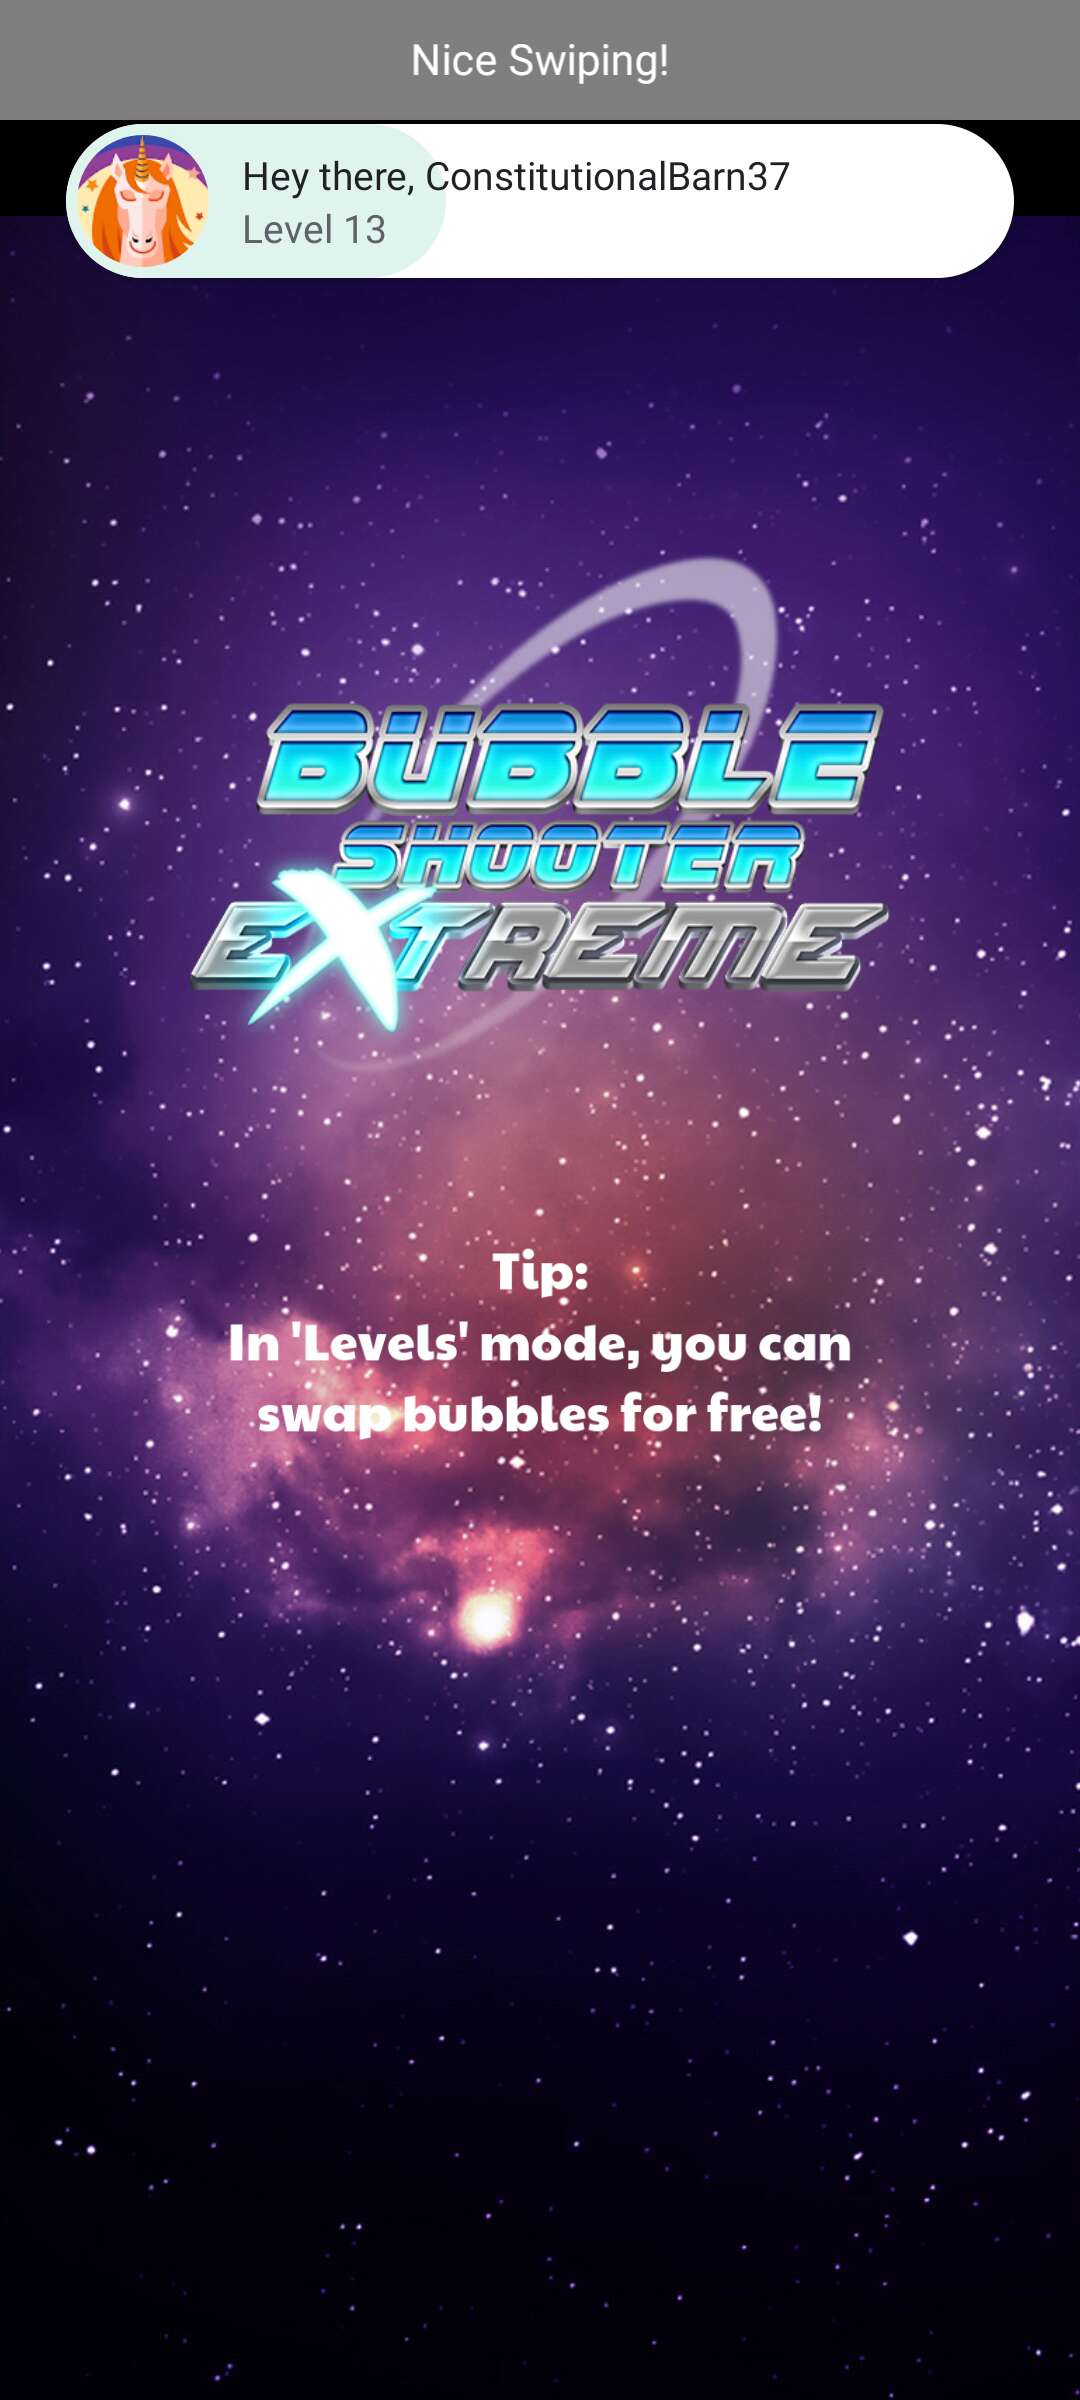 Nice Swiping!
Hey there, ConstitutionalBarn37
Level 13
BUBBLE
SHOOTER
EXTREME
Tip:
In 'Levels' mode, you can
swap bubbles for free!